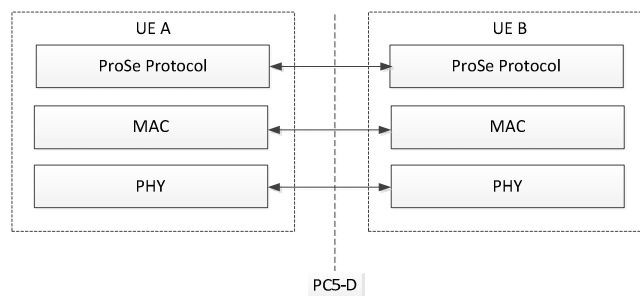 UE A
UE B
ProSe Protocol
ProSe Protocol
MAC
MAC
PHY
PHY
PC5-D